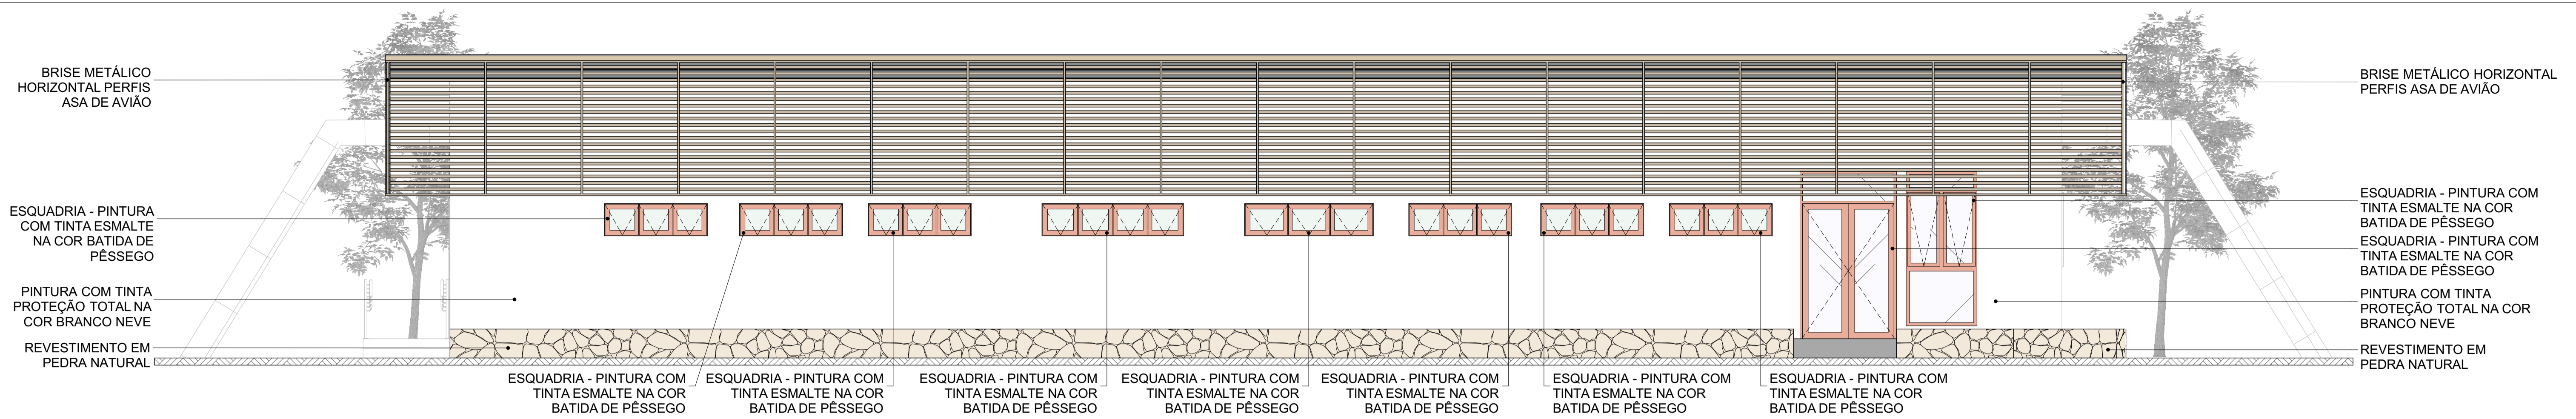 BRISE METÁLICO
HORIZONTAL PERFIS
ASA DE AVIÃO
ESQUADRIA - PINTURA
COM TINTA ESMALTE
NA COR BATIDA DE
PÊSSEGO
PINTURA COM TINTA
PROTEÇÃO TOTAL NA
COR BRANCO NEVE
REVESTIMENTO EM
PEDRA NATURAL
ESQUADRIA - PINTURA COM
TINTA ESMALTE NA COR
BATIDA DE PÊSSEGO
ESQUADRIA - PINTURA COM
TINTA ESMALTE NA COR
BATIDA DE PÊSSEGO
ESQUADRIA - PINTURA COM
TINTA ESMALTE NA COR
BATIDA DE PÊSSEGO
ESQUADRIA - PINTURA COM
TINTA ESMALTE NA COR
BATIDA DE PÊSSEGO
ESQUADRIA - PINTURA COM
TINTA ESMALTE NA COR
BATIDA DE PÊSSEGO
ESQUADRIA - PINTURA COM
TINTA ESMALTE NA COR
BATIDA DE PÊSSEGO
ESQUADRIA - PINTURA COM
TINTA ESMALTE NA COR
BATIDA DE PÊSSEGO
BRISE METÁLICO HORIZONTAL
PERFIS ASA DE AVIÃO
ESQUADRIA - PINTURA COM
TINTA ESMALTE NA COR
BATIDA DE PÊSSEGO
ESQUADRIA - PINTURA COM
TINTA ESMALTE NA COR
BATIDA DE PÊSSEGO
PINTURA COM TINTA
PROTEÇÃO TOTAL NA COR
BRANCO NEVE
REVESTIMENTO EM
PEDRA NATURAL